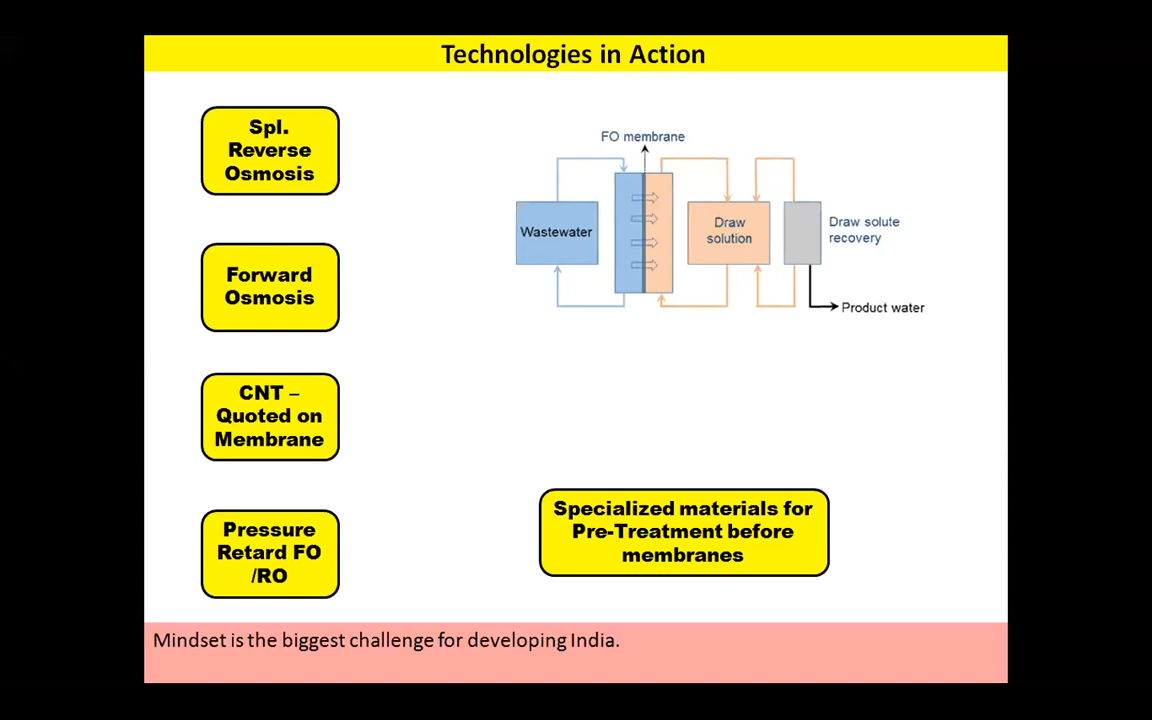 Technologies in Action
Spl.
Reverse
Osmosis
Forward
Osmosis
CNT –
Quoted on
Membrane
Pressure
Retard FO
/RO
FO membrane
Wastewater
Draw
solution
Draw solute
recovery
Product water
Specialized materials for
Pre-Treatment before
membranes
Mindset is the biggest challenge for developing India.